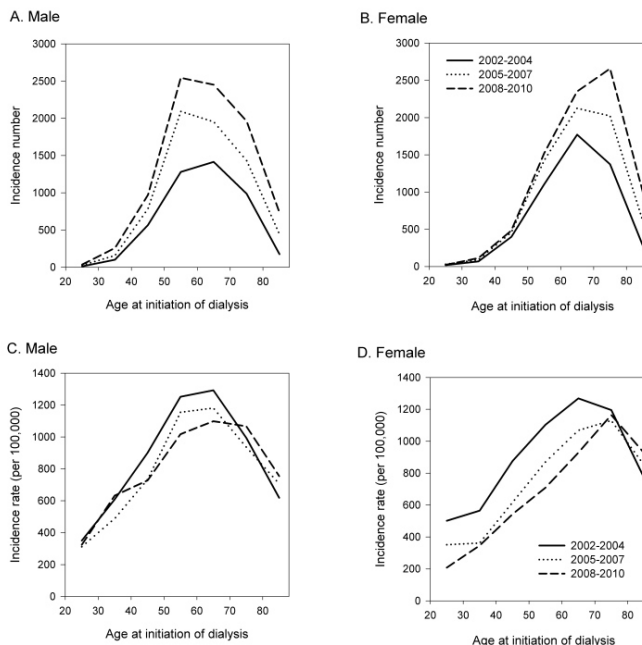 A. Male
3000
2500
2000
1500
1000
500
0
Incidence number
20 30 40 50 60 70 80
Age at initiation of dialysis
B. Female
3000
2500
2000
1500
1000
500
0
Incidence number
2002-2004
2005-2007
2008-2010
20 30 40 50 60 70 80
Age at initiation of dialysis
C. Male
1400
1200
1000
800
600
400
200
0
Incidence rate (per 100,000)
20 30 40 50 60 70 80
Age at initiation of dialysis
D. Female
1400
1200
1000
800
600
400
200
0
Incidence rate (per 100,000)
2002-2004
2005-2007
2008-2010
20 30 40 50 60 70 80
Age at initiation of dialysis